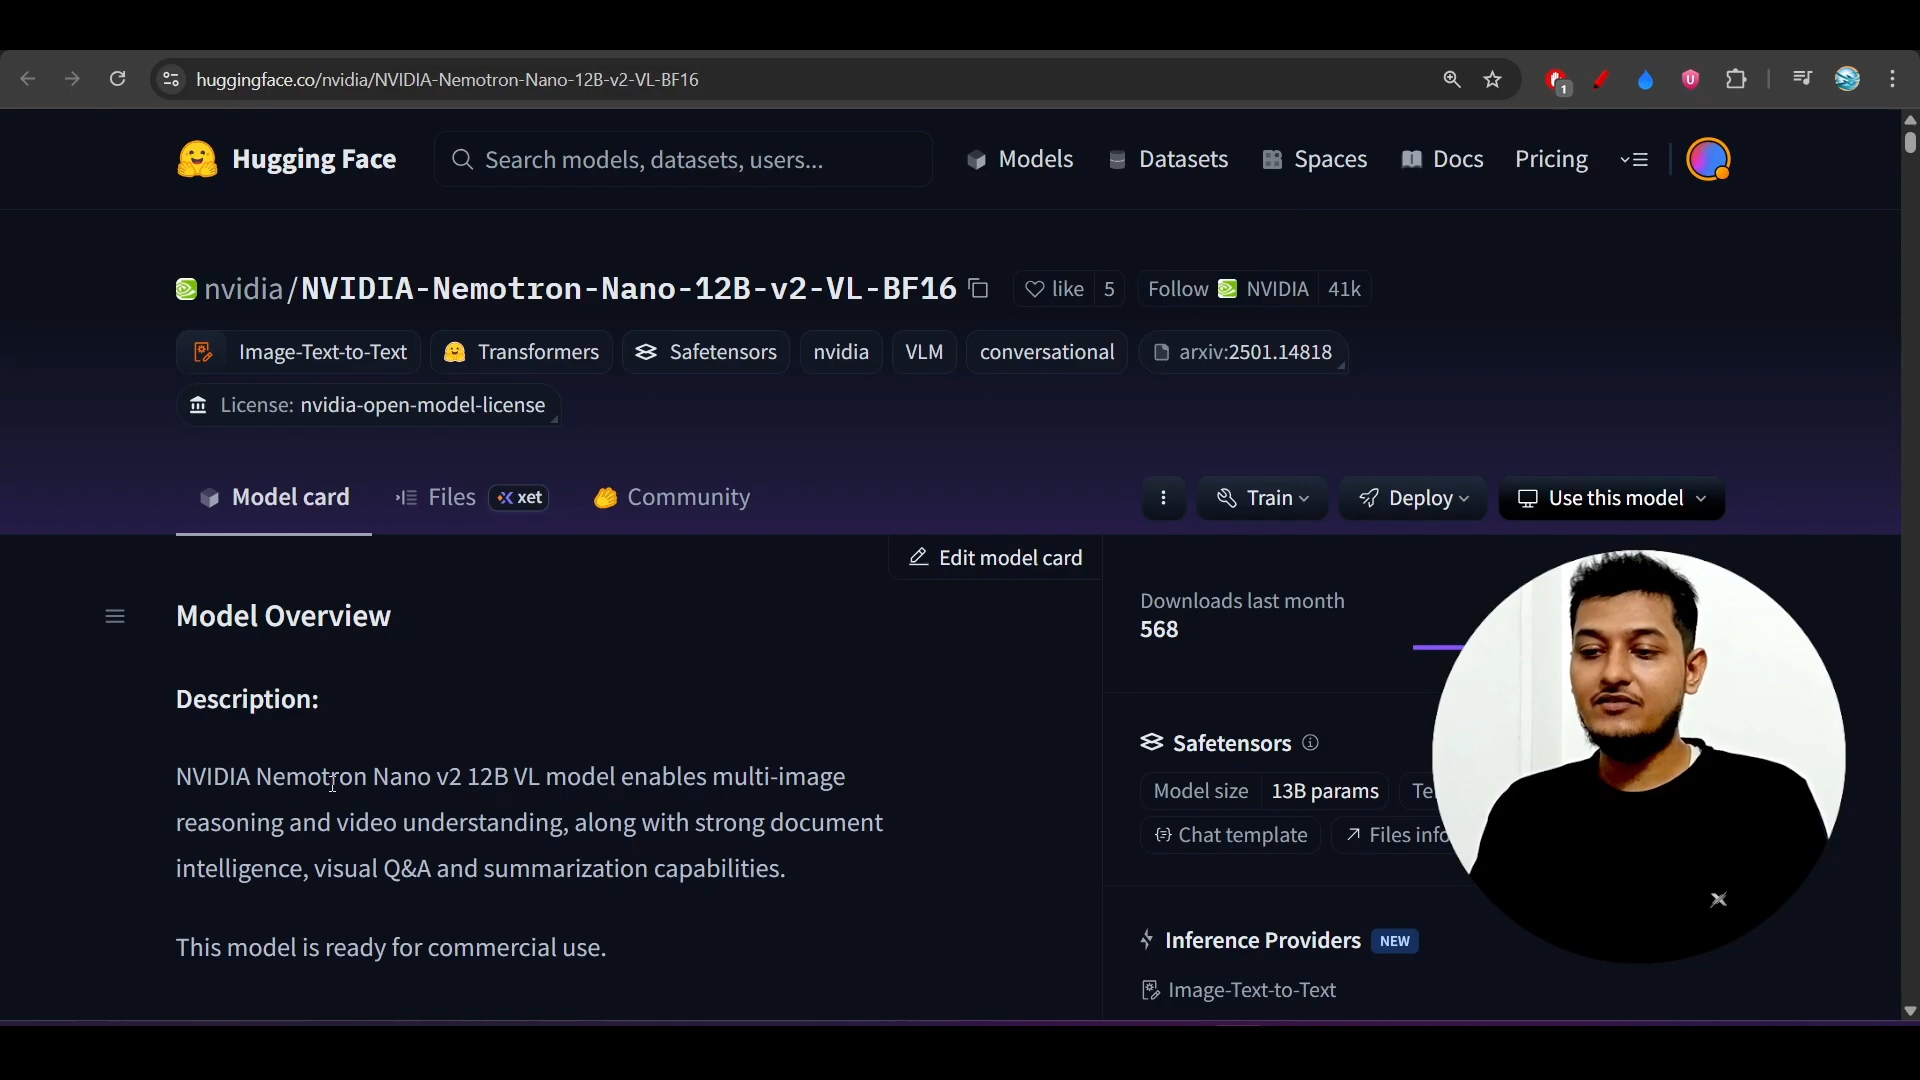 huggingface.co/nvidia/NVIDIA-Nemotron-Nano-12B-v2-VL-BF16
1
Hugging Face
Search models, datasets, users...
Models
Datasets
Spaces
Docs
Pricing
nvidia/NVIDIA-Nemotron-Nano-12B-v2-VL-BF16
like 5
Follow NVIDIA 41k
Image-Text-to-Text
Transformers
Safetensors
nvidia
VLM
conversational
arxiv:2501.14818
License: nvidia-open-model-license
Model card
Files xet
Community
Train
Deploy
Use this model
Edit model card
Model Overview
Description:
NVIDIA Nemotron Nano v2 12B VL model enables multi-image
reasoning and video understanding, along with strong document
intelligence, visual Q&A and summarization capabilities.
This model is ready for commercial use.
Downloads last month
568
Safetensors
Model size 13B params
Chat template
Files info
Inference Providers NEW
Image-Text-to-Text